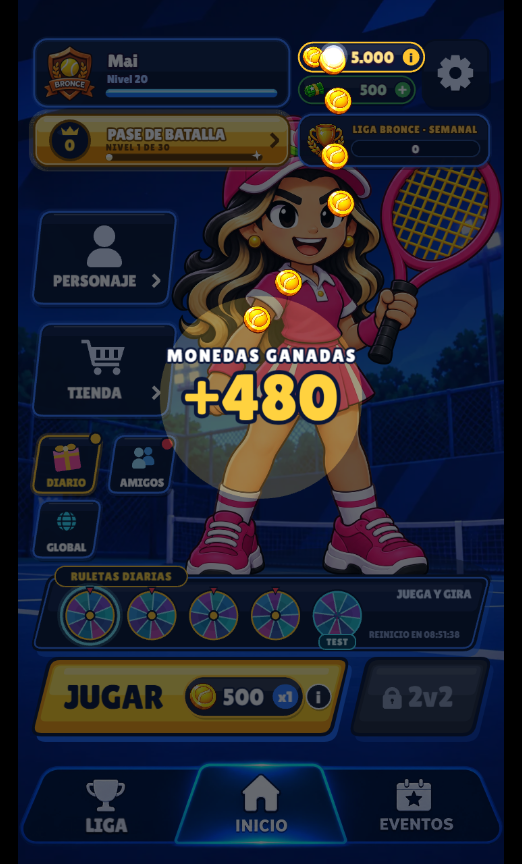 Mai
Nivel 20
BRONCE
5.000 i
500 +
PASE DE BATALLA
NIVEL 1 DE 30
0
LIGA BRONCE - SEMANAL
0
PERSONAJE
TIENDA
MONEDAS GANADAS
+480
DIARIO
AMIGOS
GLOBAL
RULETAS DIARIAS
JUEGA Y GIRA
REINICIO EN 08:51:38
TEST
JUGAR 500 x1 i
2v2
LIGA
INICIO
EVENTOS